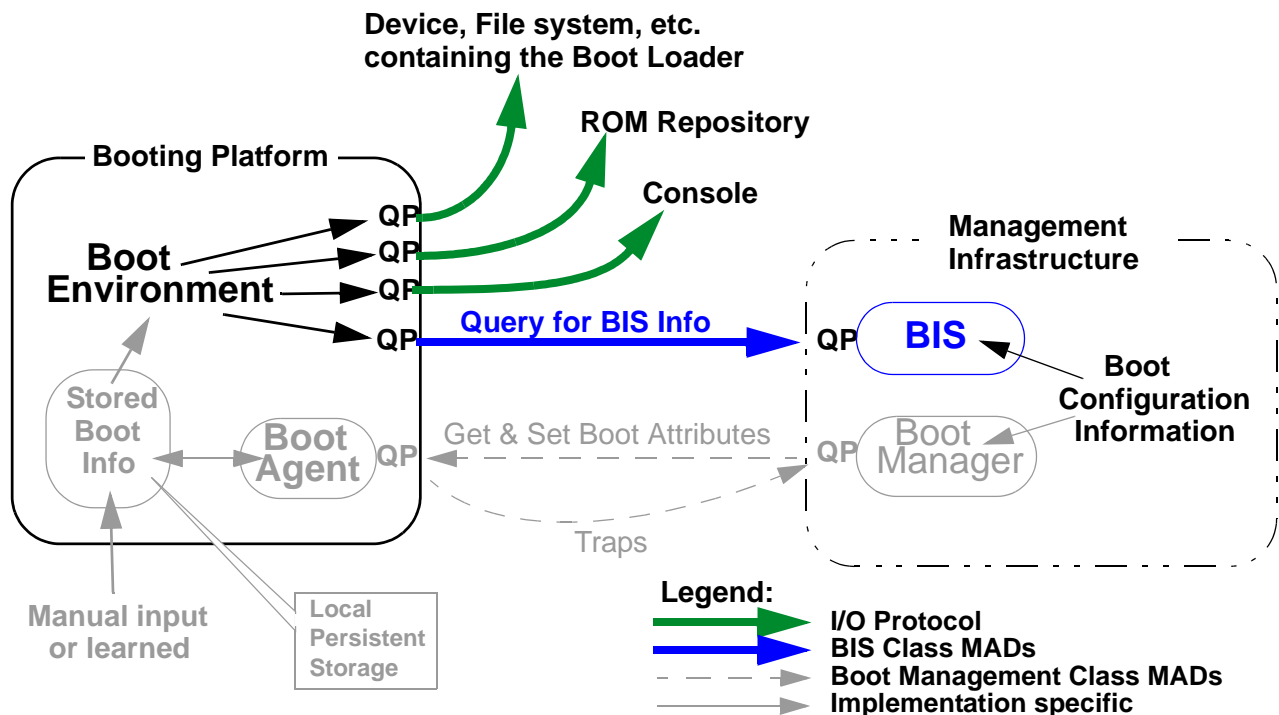 Device, File system, etc.
containing the Boot Loader
ROM Repository
Booting Platform
Console
QP
QP
QP
QP
Boot
Environment
Management
Infrastructure
Query for BIS Info
QP
BIS
Boot
Configuration
Information
Stored
Boot
Info
Boot
Agent
QP
Get & Set Boot Attributes
QP
Boot
Manager
Traps
Manual input
or learned
Local
Persistent
Storage
Legend:
I/O Protocol
BIS Class MADs
Boot Management Class MADs
Implementation specific